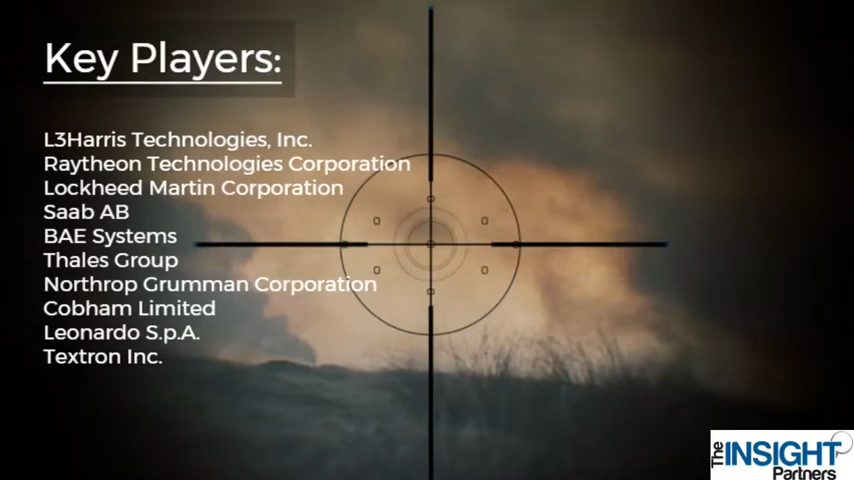 Key Players:
L3Harris Technologies, Inc.
Raytheon Technologies Corporation
Lockheed Martin Corporation
Saab AB
BAE Systems
Thales Group
Northrop Grumman Corporation
Cobham Limited
Leonardo S.p.A.
Textron Inc.
The INSIGHT
Partners